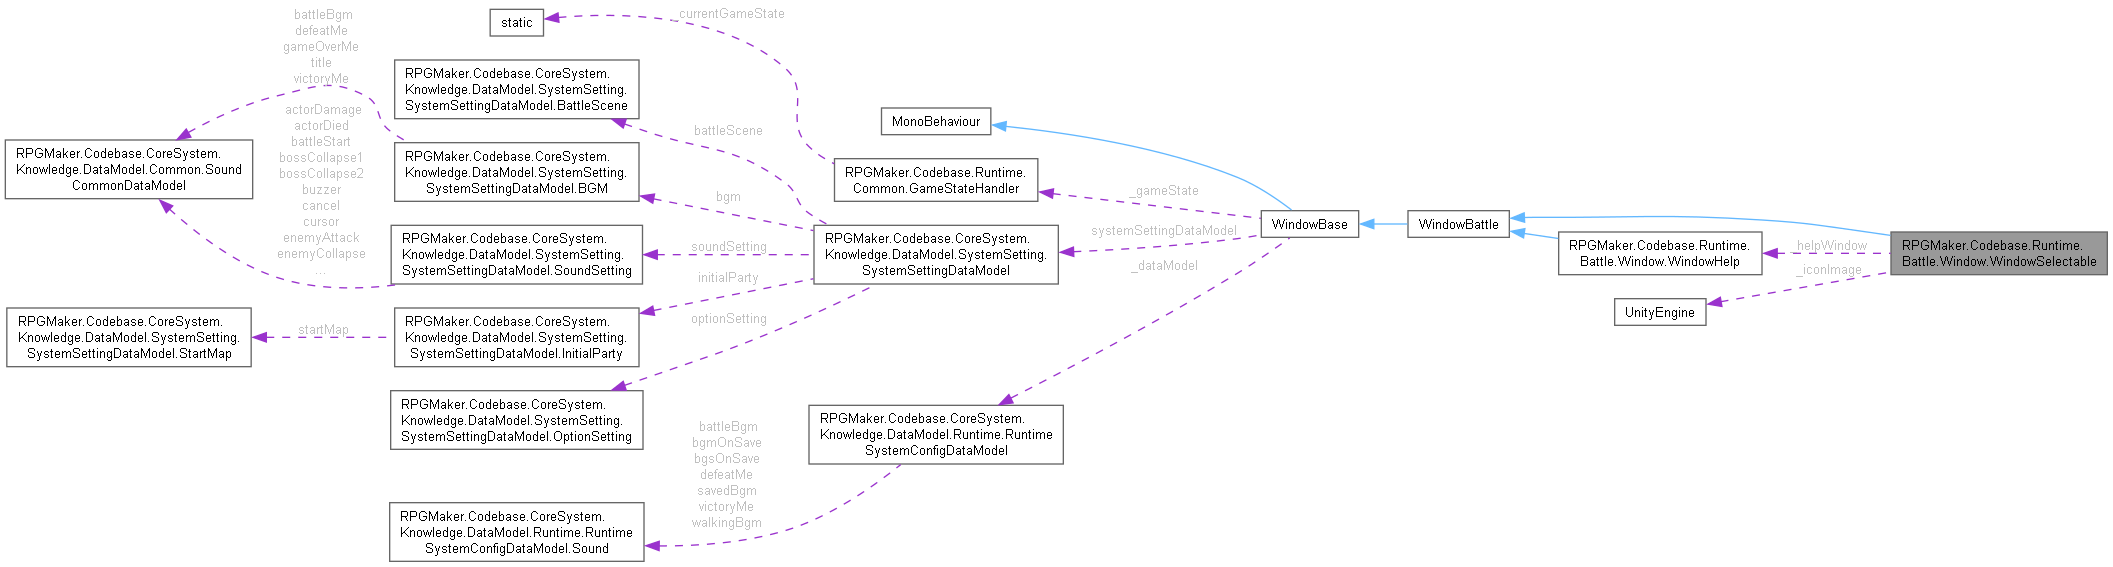 battleBgm
defeatMe
gameOverMe
title
victoryMe
actorDamage
actorDied
battleStart
bossCollapse1
bossCollapse2
buzzer
cancel
cursor
enemyAttack
enemyCollapse
...
RPGMaker.Codebase.CoreSystem.
Knowledge.DataModel.Common.Sound
CommonDataModel
RPGMaker.Codebase.CoreSystem.
Knowledge.DataModel.SystemSetting.
SystemSettingDataModel.StartMap
startMap
static
RPGMaker.Codebase.CoreSystem.
Knowledge.DataModel.SystemSetting.
SystemSettingDataModel.BattleScene
RPGMaker.Codebase.CoreSystem.
Knowledge.DataModel.SystemSetting.
SystemSettingDataModel.BGM
RPGMaker.Codebase.CoreSystem.
Knowledge.DataModel.SystemSetting.
SystemSettingDataModel.SoundSetting
RPGMaker.Codebase.CoreSystem.
Knowledge.DataModel.SystemSetting.
SystemSettingDataModel.InitialParty
RPGMaker.Codebase.CoreSystem.
Knowledge.DataModel.SystemSetting.
SystemSettingDataModel.OptionSetting
RPGMaker.Codebase.CoreSystem.
Knowledge.DataModel.Runtime.Runtime
SystemConfigDataModel.Sound
_currentGameState
battleScene
bgm
soundSetting
initialParty
optionSetting
battleBgm
bgmOnSave
bgsOnSave
defeatMe
savedBgm
victoryMe
walkingBgm
MonoBehaviour
RPGMaker.Codebase.Runtime.
Common.GameStateHandler
RPGMaker.Codebase.CoreSystem.
Knowledge.DataModel.SystemSetting.
SystemSettingDataModel
RPGMaker.Codebase.CoreSystem.
Knowledge.DataModel.Runtime.Runtime
SystemConfigDataModel
_gameState
systemSettingDataModel
_dataModel
WindowBase
WindowBattle
RPGMaker.Codebase.Runtime.
Battle.Window.WindowHelp
UnityEngine
_helpWindow
_iconImage
RPGMaker.Codebase.Runtime.
Battle.Window.WindowSelectable